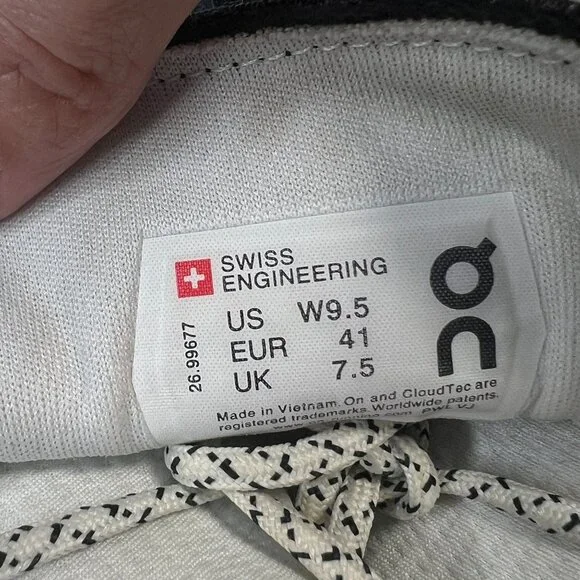 SWISS
ENGINEERING
US W9.5
EUR 41
UK 7.5
26.99677
Made in Vietnam. On and CloudTec are
registered trademarks. Worldwide patents.